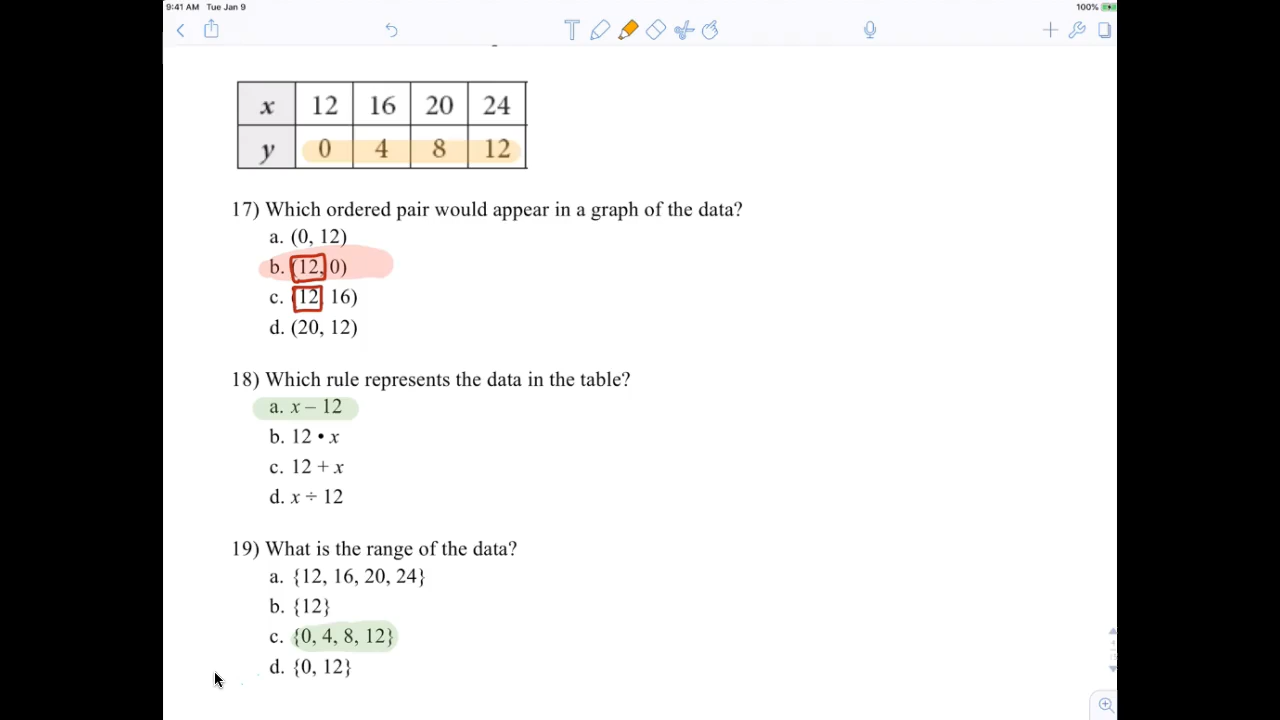 9:41 AM Tue Jan 9
100%
x 12 16 20 24
y 0 4 8 12
17) Which ordered pair would appear in a graph of the data?
a. (0, 12)
b. (12, 0)
c. (12, 16)
d. (20, 12)
18) Which rule represents the data in the table?
a. x – 12
b. 12 • x
c. 12 + x
d. x ÷ 12
19) What is the range of the data?
a. {12, 16, 20, 24}
b. {12}
c. {0, 4, 8, 12}
d. {0, 12}